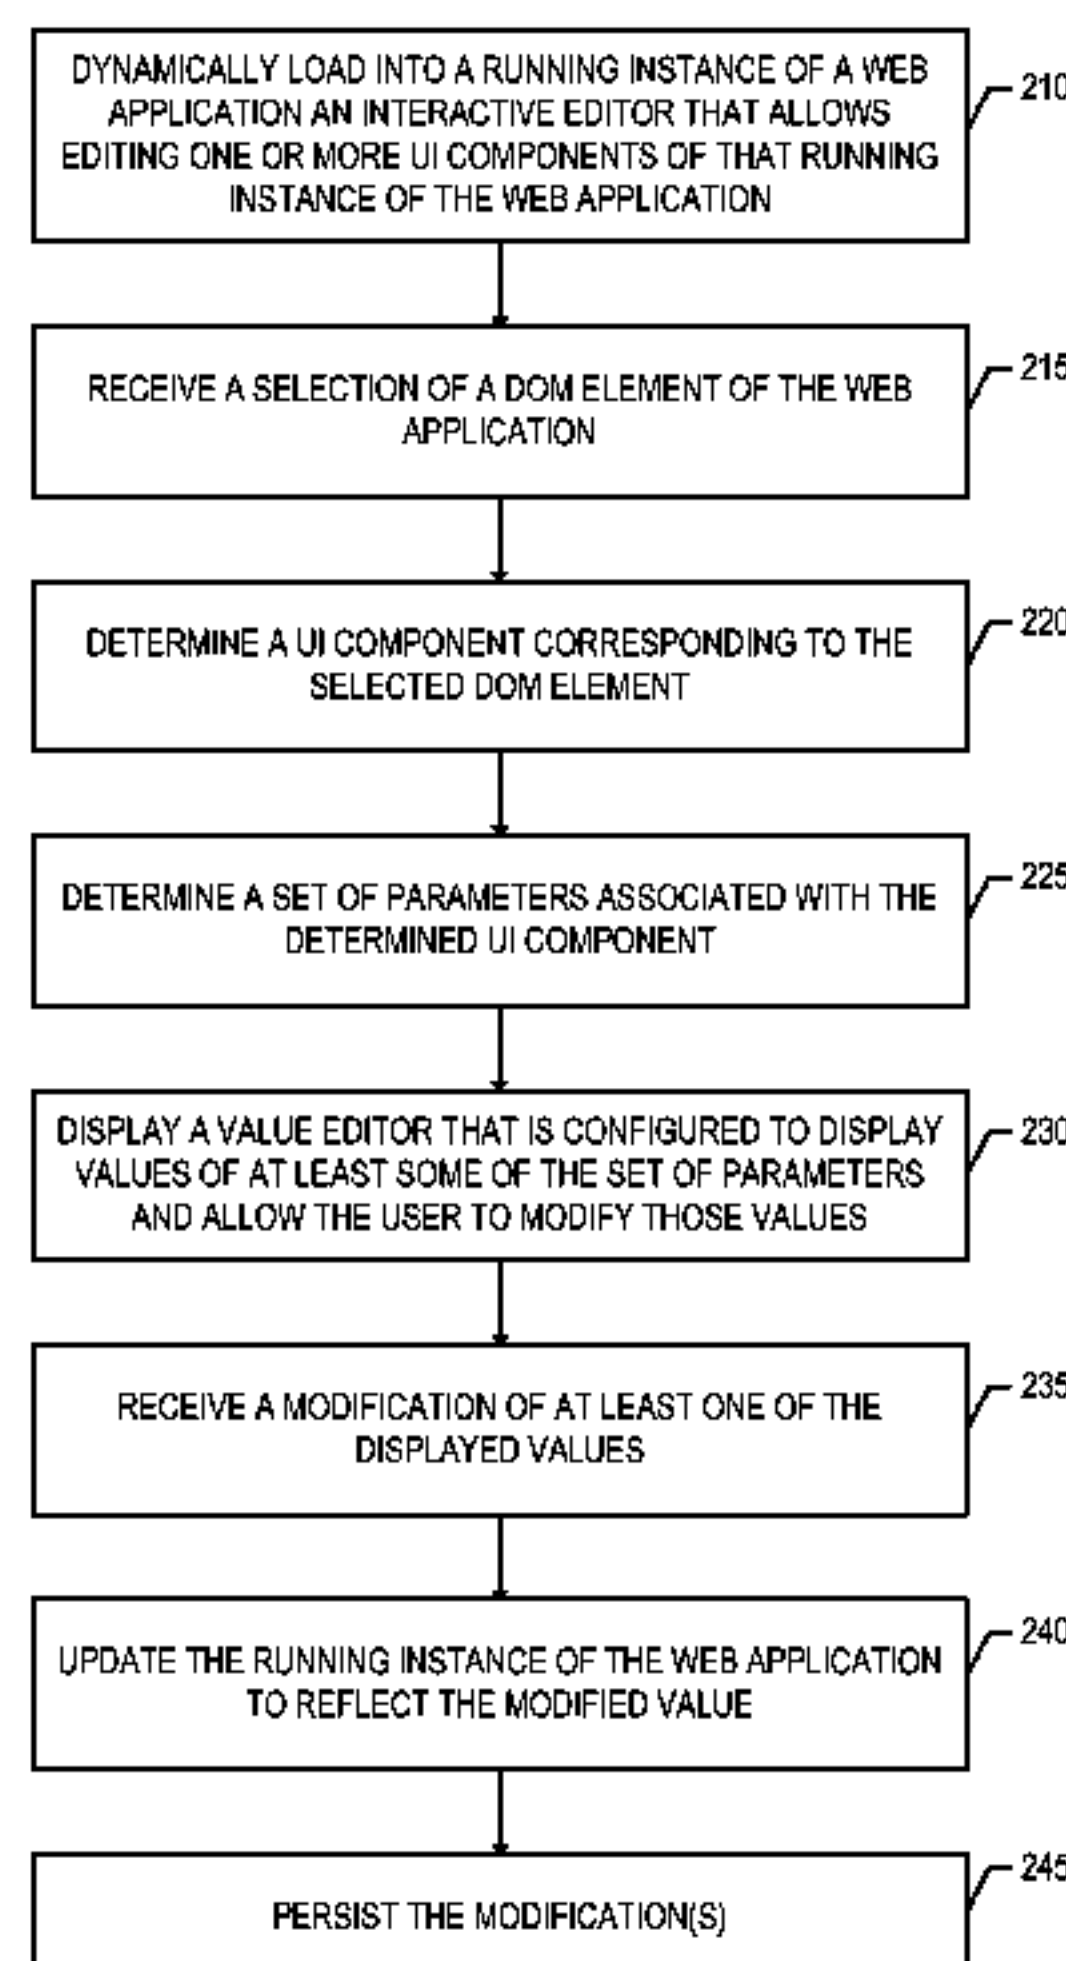 DYNAMICALLY LOAD INTO A RUNNING INSTANCE OF A WEB
APPLICATION AN INTERACTIVE EDITOR THAT ALLOWS
EDITING ONE OR MORE UI COMPONENTS OF THAT RUNNING
INSTANCE OF THE WEB APPLICATION
210
RECEIVE A SELECTION OF A DOM ELEMENT OF THE WEB
APPLICATION
215
DETERMINE A UI COMPONENT CORRESPONDING TO THE
SELECTED DOM ELEMENT
220
DETERMINE A SET OF PARAMETERS ASSOCIATED WITH THE
DETERMINED UI COMPONENT
225
DISPLAY A VALUE EDITOR THAT IS CONFIGURED TO DISPLAY
VALUES OF AT LEAST SOME OF THE SET OF PARAMETERS
AND ALLOW THE USER TO MODIFY THOSE VALUES
230
RECEIVE A MODIFICATION OF AT LEAST ONE OF THE
DISPLAYED VALUES
235
UPDATE THE RUNNING INSTANCE OF THE WEB APPLICATION
TO REFLECT THE MODIFIED VALUE
240
PERSIST THE MODIFICATION(S)
245